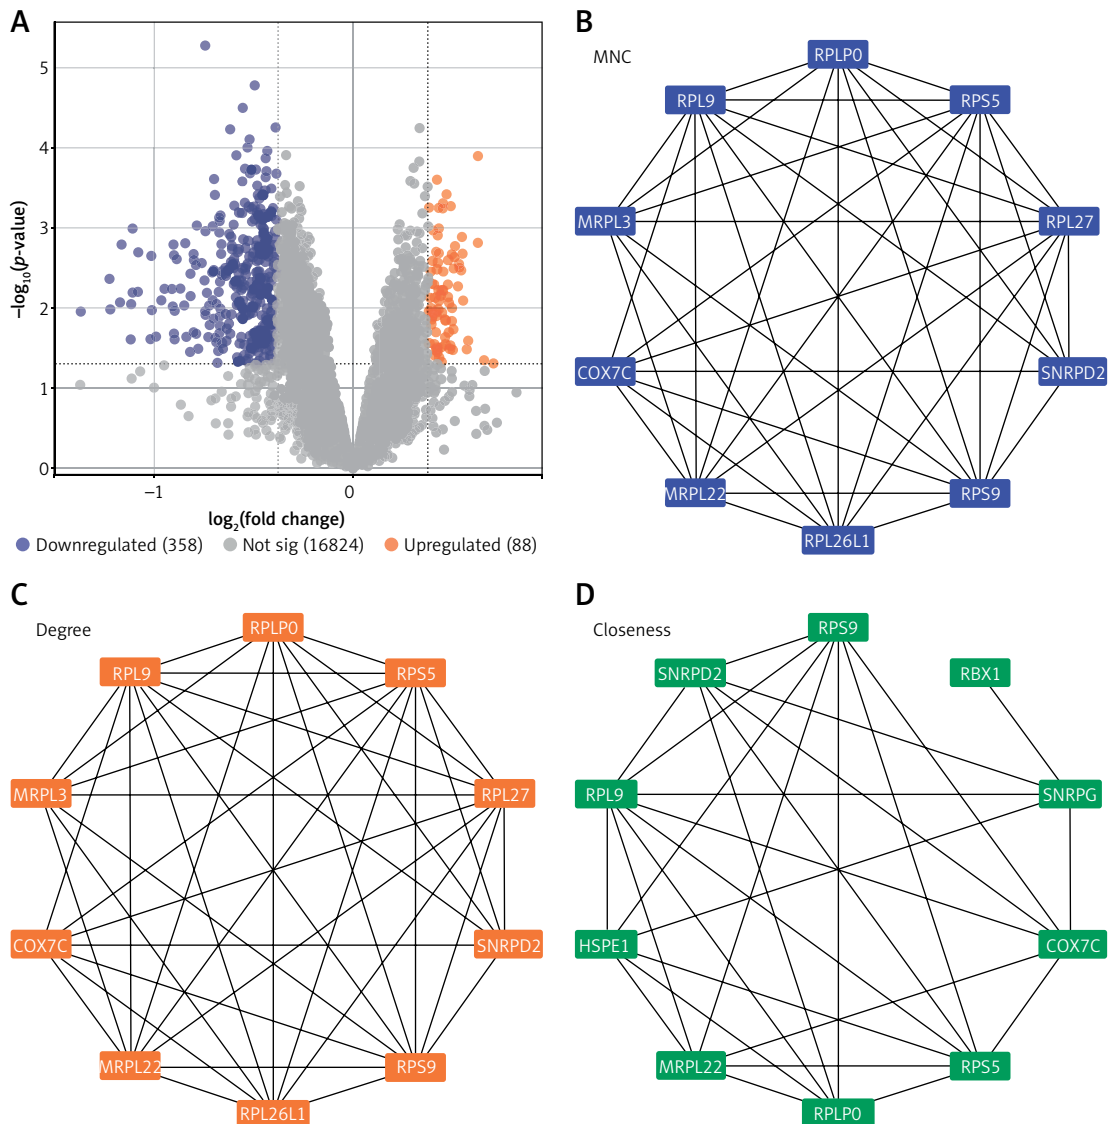 A
5
4
3
2
1
0
–log10(p-value)
–1
0
log2(fold change)
Downregulated (358)
Not sig (16824)
Upregulated (88)
B
MNC
RPLP0
RPL9
RPS5
MRPL3
RPL27
COX7C
SNRPD2
MRPL22
RPS9
RPL26L1
C
Degree
RPLP0
RPL9
RPS5
MRPL3
RPL27
COX7C
SNRPD2
MRPL22
RPS9
RPL26L1
D
Closeness
RPS9
SNRPD2
RBX1
RPL9
SNRPG
HSPE1
COX7C
MRPL22
RPS5
RPLP0